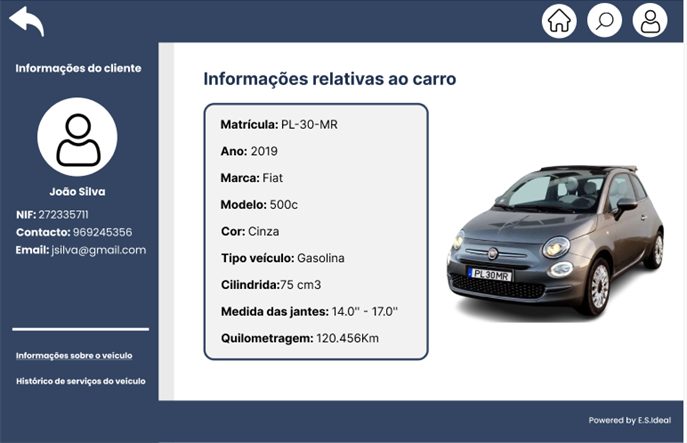 Informações do cliente
João Silva
NIF: 272335711
Contacto: 969245356
Email: jsilva@gmail.com
Informações sobre o veículo
Histórico de serviços do veículo
Informações relativas ao carro
Matrícula: PL-30-MR
Ano: 2019
Marca: Fiat
Modelo: 500c
Cor: Cinza
Tipo veículo: Gasolina
Cilindrida:75 cm3
Medida das jantes: 14.0" - 17.0"
Quilometragem: 120.456Km
PL 30 MR
Powered by E.S.Ideal